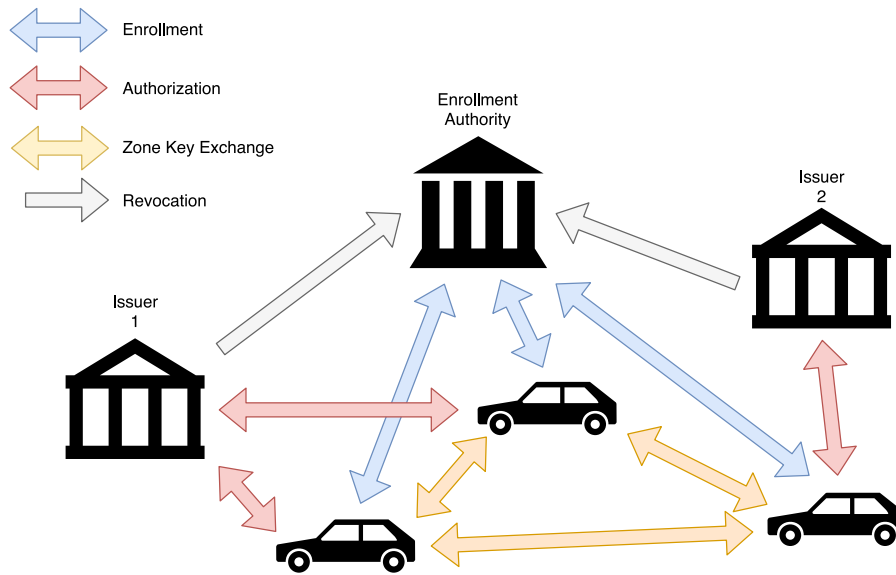 Enrollment
Authorization
Zone Key Exchange
Revocation
Enrollment
Authority
Issuer
2
Issuer
1